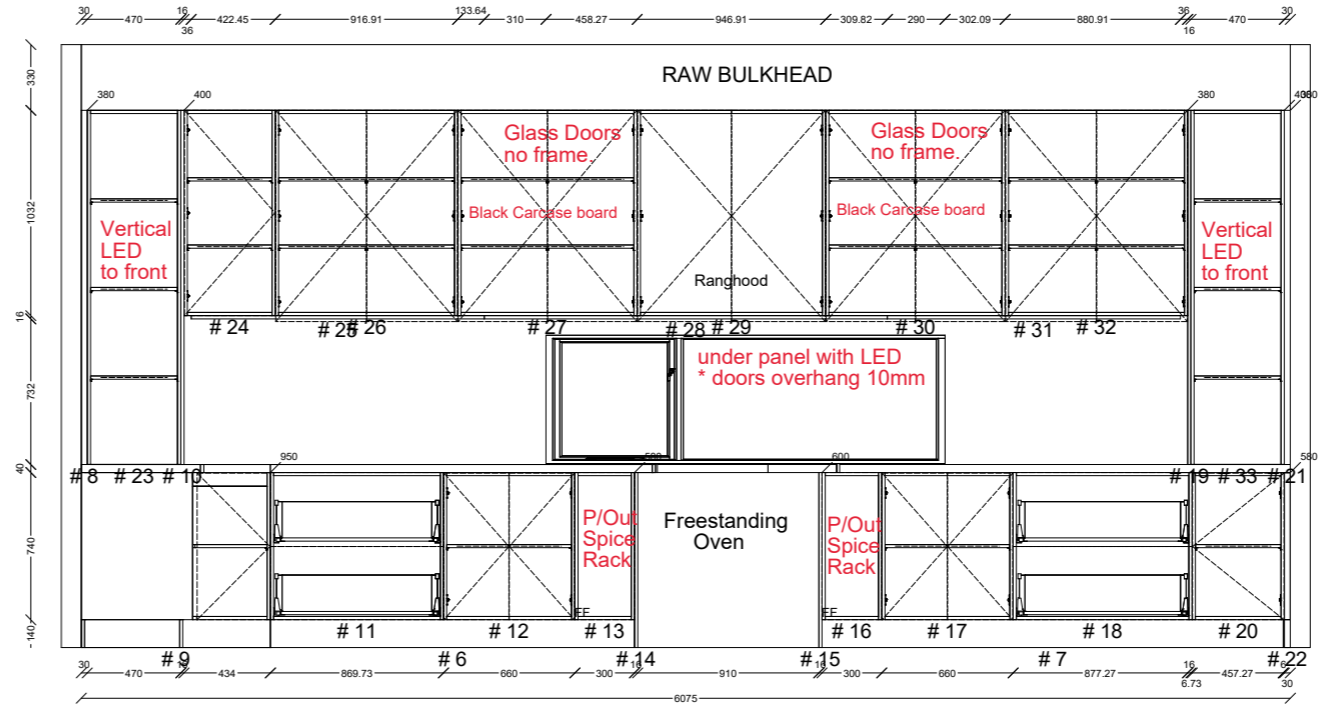 30 470 16 422.45 916.91 133.64 310 458.27 946.91 309.82 290 302.09 880.91 36 470 30
36 16
330
RAW BULKHEAD
380 400 380
Glass Doors
no frame.
Glass Doors
no frame.
1032
Black Carcase board
Black Carcase board
Vertical
LED
to front
Vertical
LED
to front
Ranghood
16
# 24 # 25 # 26 # 27 # 28 # 29 # 30 # 31 # 32
under panel with LED
* doors overhang 10mm
732
950 600 580
40
# 8 # 23 # 10 # 19 # 33 # 21
740
P/Out
Spice
Rack
Freestanding
Oven
P/Out
Spice
Rack
EF EF
140
# 11 # 12 # 13 # 16 # 17 # 18 # 20
# 9 # 6 # 14 # 15 # 7 # 22
30 470 434 869.73 660 300 16 910 16 300 660 877.27 16 457.27
6.73 30
6075